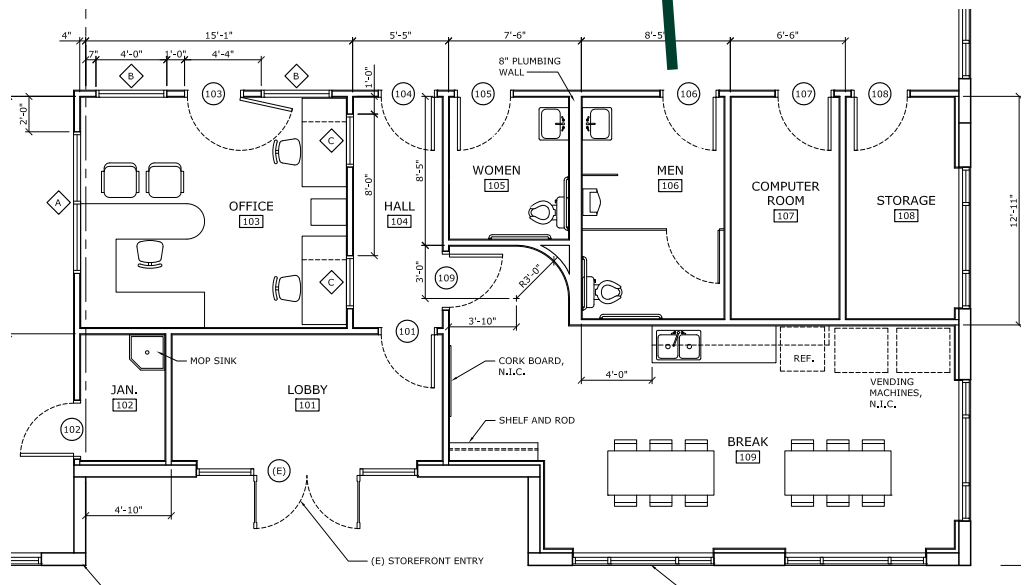 4" 15'-1" 5'-5" 7'-6" 8'-5" 6'-6"
7" 4'-0" 1'-0" 4'-4"
8" PLUMBING
WALL
B B
1'-0"
103 104 105 106 107 108
2'-0"
C
8'-5"
8'-0"
WOMEN
105
MEN
106
COMPUTER
ROOM
107
STORAGE
108
A
OFFICE
103
HALL
104
12'-11"
C
109
3'-0"
R3'-0"
3'-10"
101
MOP SINK
CORK BOARD,
N.I.C.
REF.
4'-0"
VENDING
MACHINES,
N.I.C.
JAN.
102
LOBBY
101
SHELF AND ROD
102
BREAK
109
(E)
4'-10"
(E) STOREFRONT ENTRY